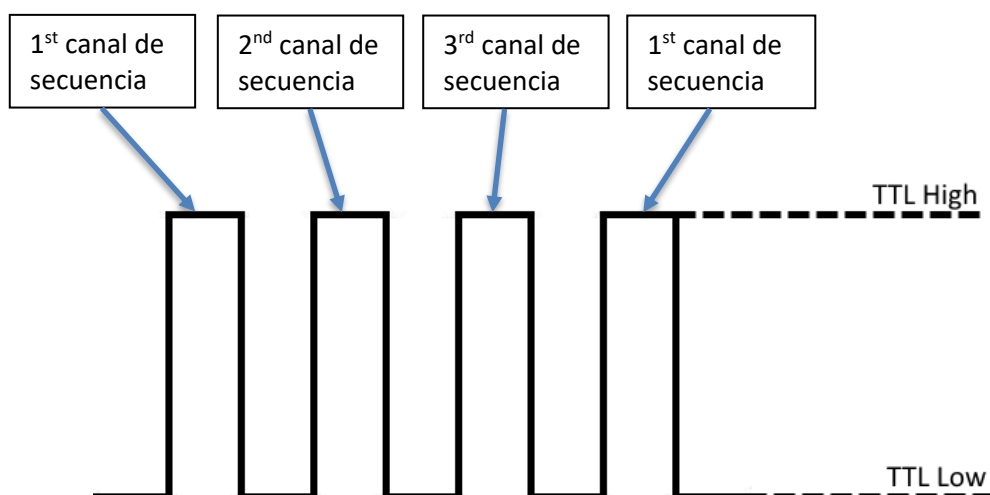 1st canal de
secuencia
2nd canal de
secuencia
3rd canal de
secuencia
1st canal de
secuencia
TTL High
TTL Low